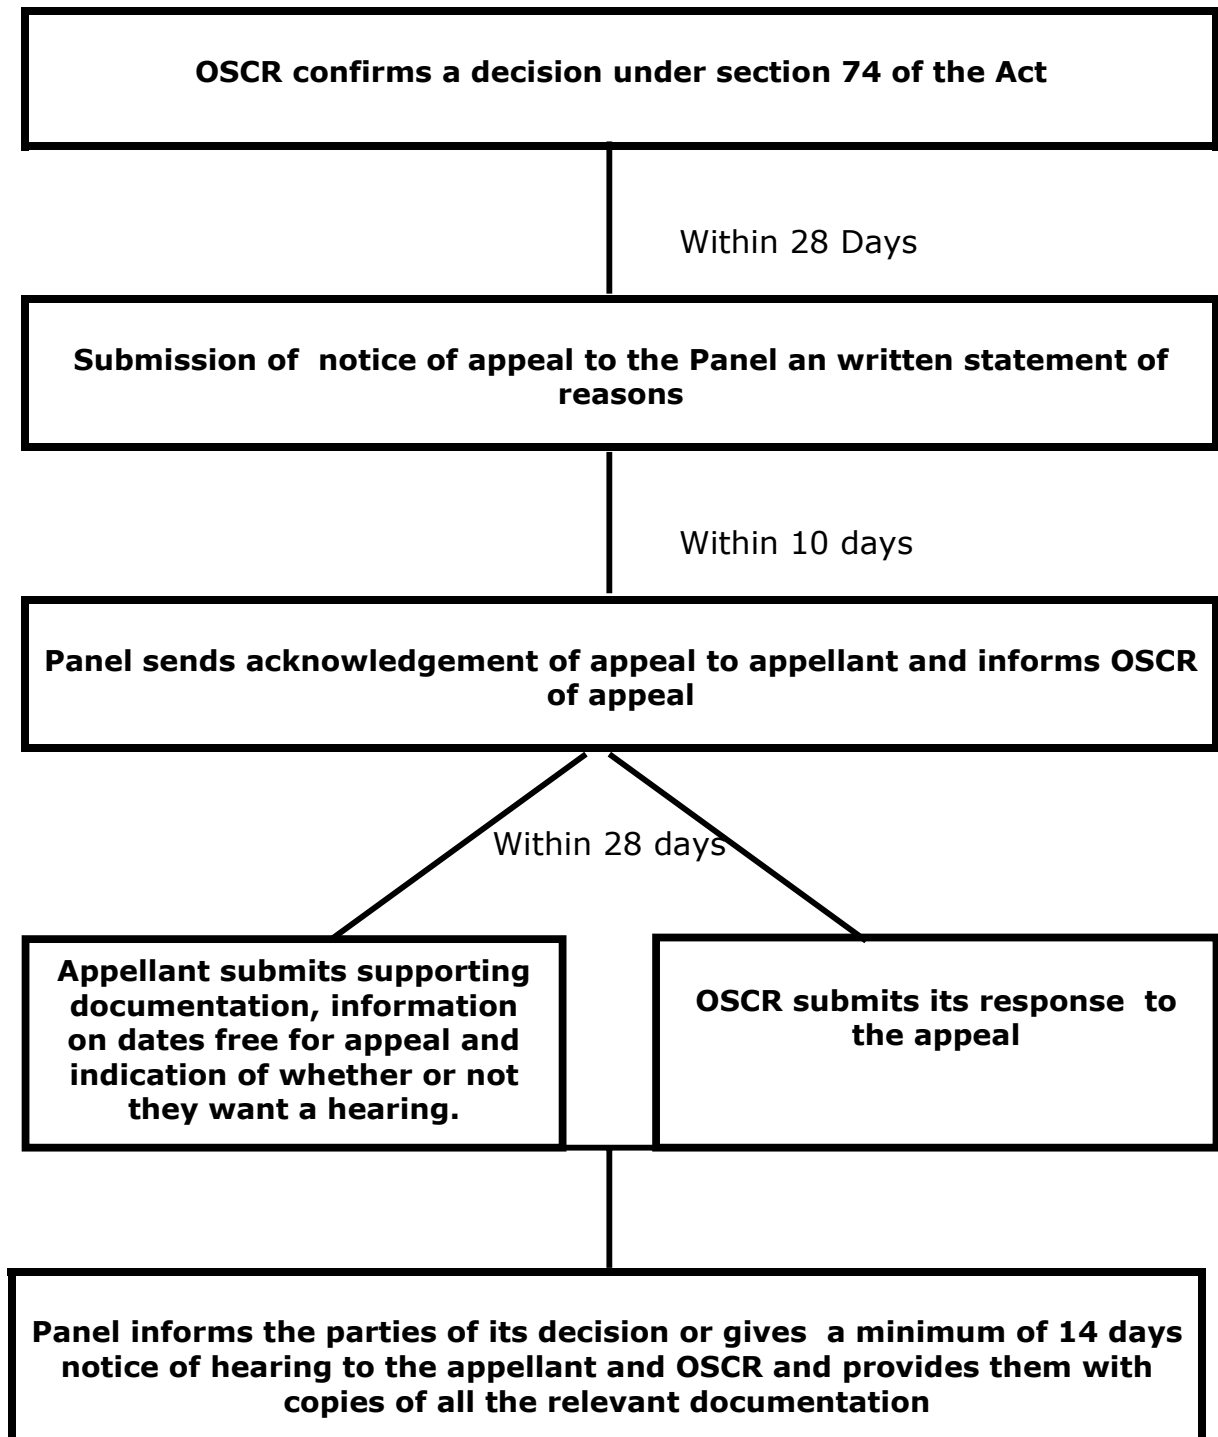 OSCR confirms a decision under section 74 of the Act
Within 28 Days
Submission of  notice of appeal to the Panel an written statement of
reasons
Within 10 days
Panel sends acknowledgement of appeal to appellant and informs OSCR
of appeal
Within 28 days
Appellant submits supporting
documentation, information
on dates free for appeal and
indication of whether or not
they want a hearing.
OSCR submits its response  to
the appeal
Panel informs the parties of its decision or gives  a minimum of 14 days
notice of hearing to the appellant and OSCR and provides them with
copies of all the relevant documentation